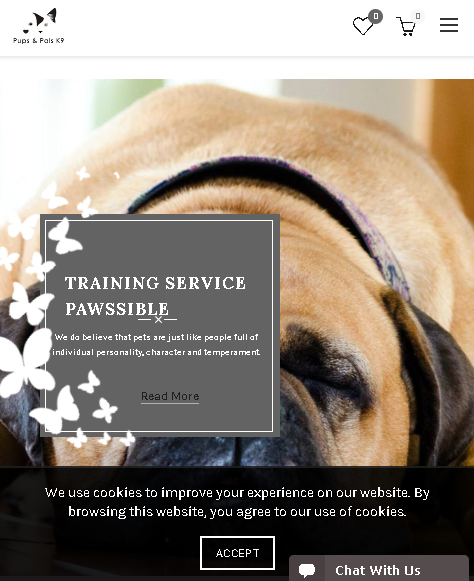 Pups & Pals K9
0
0
TRAINING SERVICE
PAWSSIBLE
We do believe that pets are just like people full of
individual personality, character and temperament.
Read More
We use cookies to improve your experience on our website. By
browsing this website, you agree to our use of cookies.
ACCEPT
Chat With Us